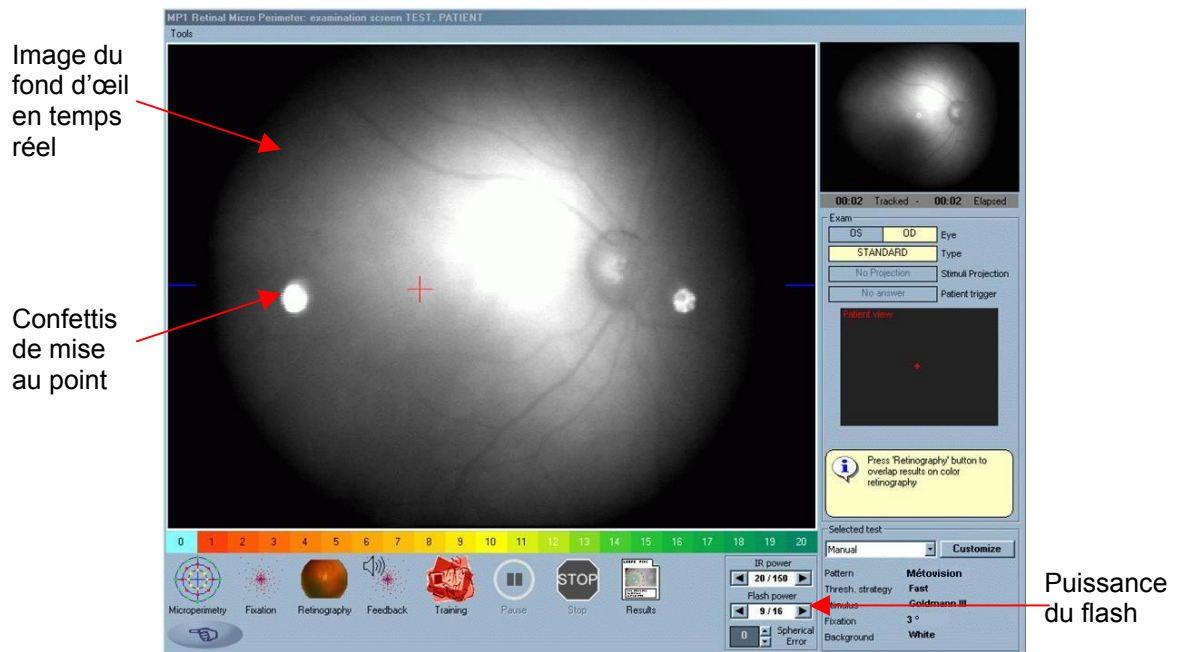 MP1 Retinal Micro Perimeter: examination screen TEST, PATIENT
Tools
Image du
fond d'œil
en temps
réel
Confettis
de mise
au point
00:02 Tracked - 00:02 Elapsed
Exam
OS OD Eye
STANDARD Type
No Projection Stimuli Projection
No answer Patient trigger
Patient view
Press 'Retinography' button to
overlap results on color
retinography
0 1 2 3 4 5 6 7 8 9 10 11 12 13 14 15 16 17 18 19 20
Microperimetry Fixation Retinography Feedback Training Pause Stop Results
STOP
IR power
20 / 150
Flash power
9 / 16
0 Spherical
Error
Selected test
Manual Customize
Pattern Métovision
Thresh. strategy Fast
Stimulus Goldmann III
Fixation 3 °
Background White
Puissance
du flash